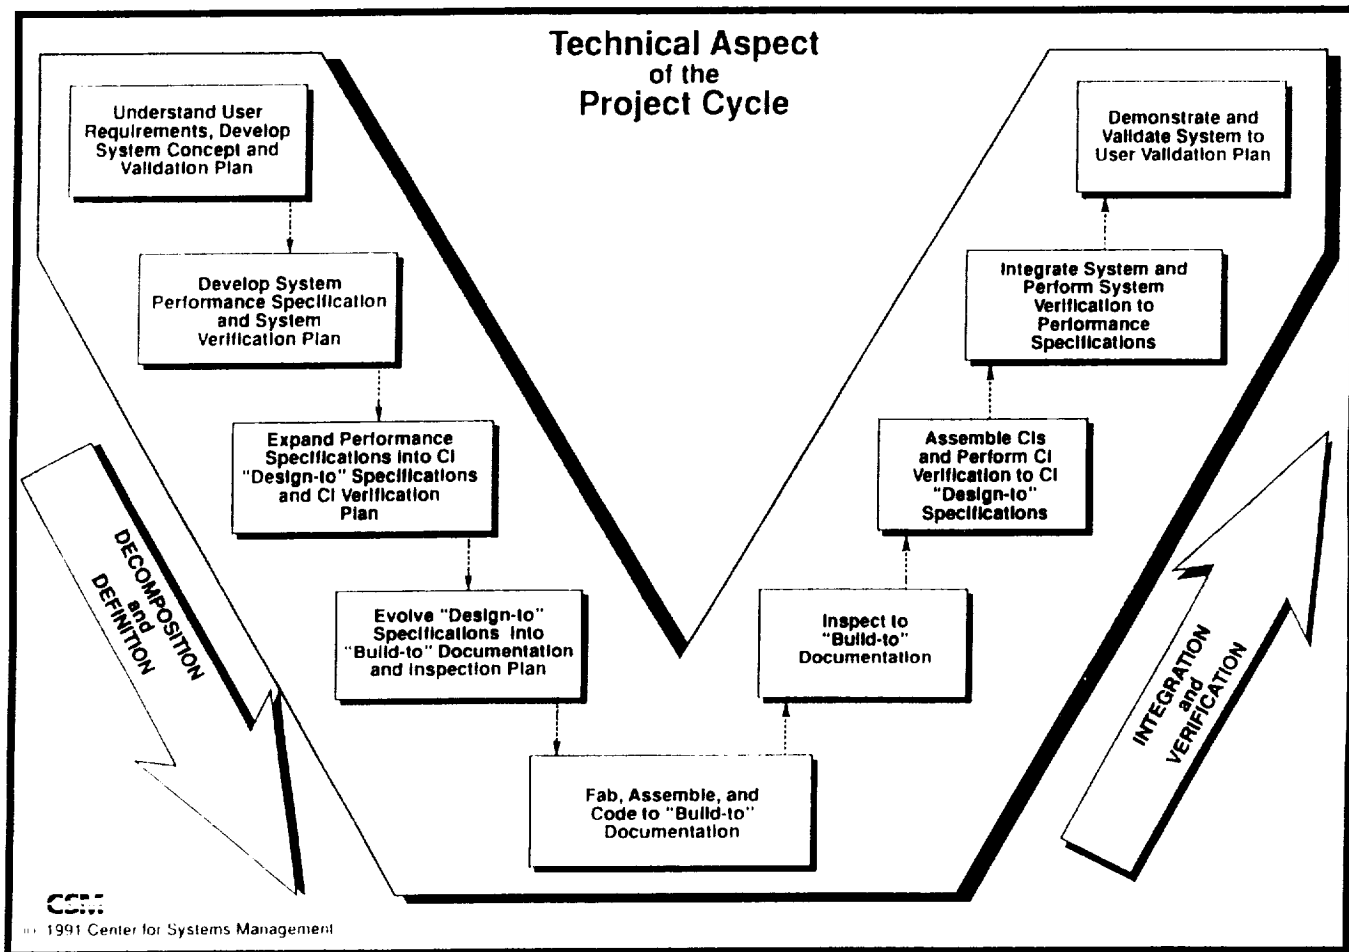 Technical Aspect
of the
Project Cycle
Understand User
Requirements, Develop
System Concept and
Validation Plan
Develop System
Performance Specification
and System
Verification Plan
Expand Performance
Specifications into CI
"Design-to" Specifications
and CI Verification
Plan
Evolve "Design-to"
Specifications into
"Build-to" Documentation
and Inspection Plan
Fab, Assemble, and
Code to "Build-to"
Documentation
Inspect to
"Build-to"
Documentation
Assemble CIs
and Perform CI
Verification to CI
"Design-to"
Specifications
Integrate System and
Perform System
Verification to
Performance
Specifications
Demonstrate and
Validate System to
User Validation Plan
DECOMPOSITION
and
DEFINITION
INTEGRATION
and
VERIFICATION
CSM
1991 Center for Systems Management